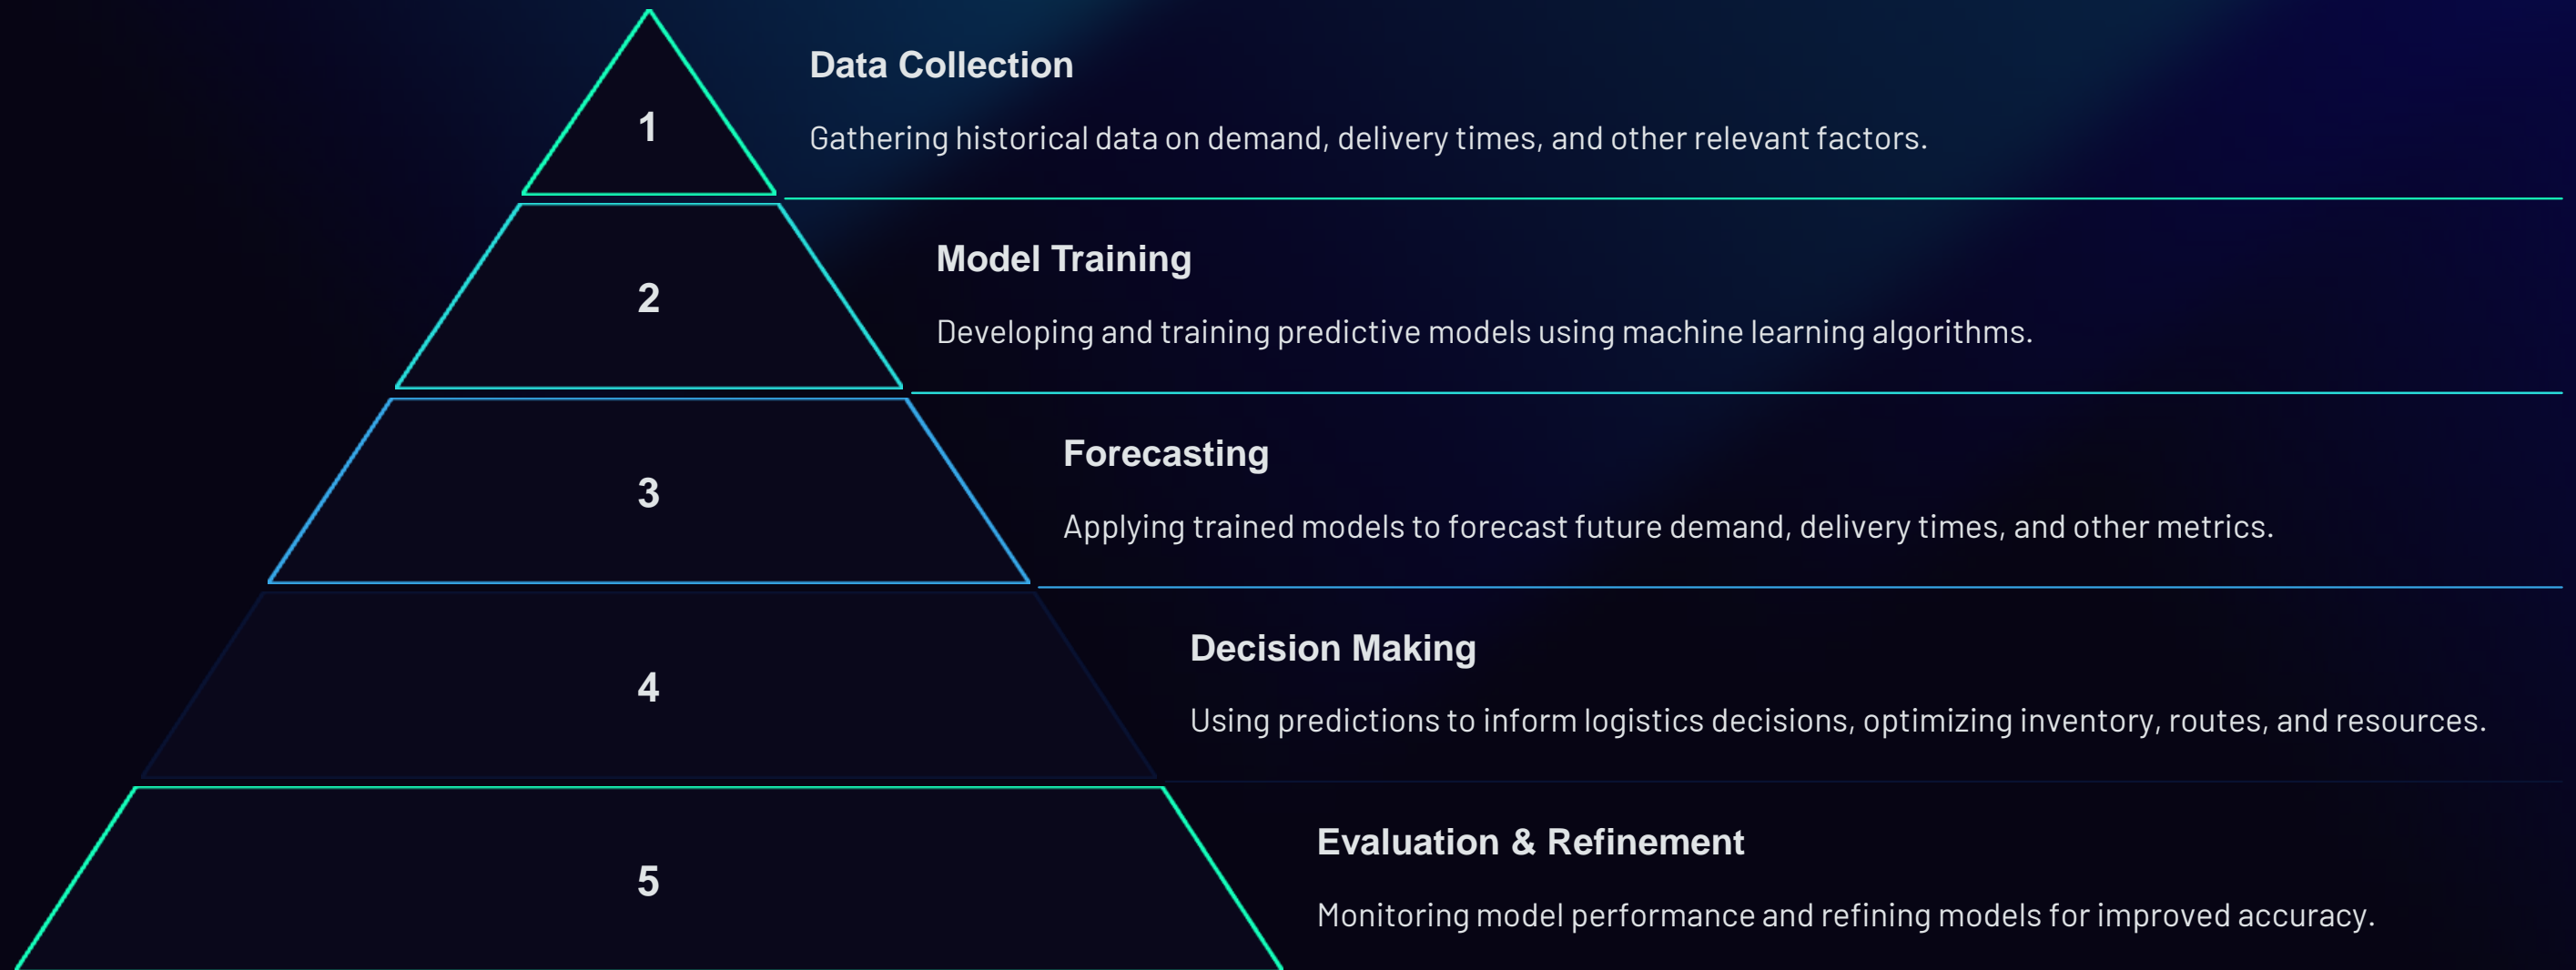 1
Data Collection
Gathering historical data on demand, delivery times, and other relevant factors.
2
Model Training
Developing and training predictive models using machine learning algorithms.
3
Forecasting
Applying trained models to forecast future demand, delivery times, and other metrics.
4
Decision Making
Using predictions to inform logistics decisions, optimizing inventory, routes, and resources.
5
Evaluation & Refinement
Monitoring model performance and refining models for improved accuracy.